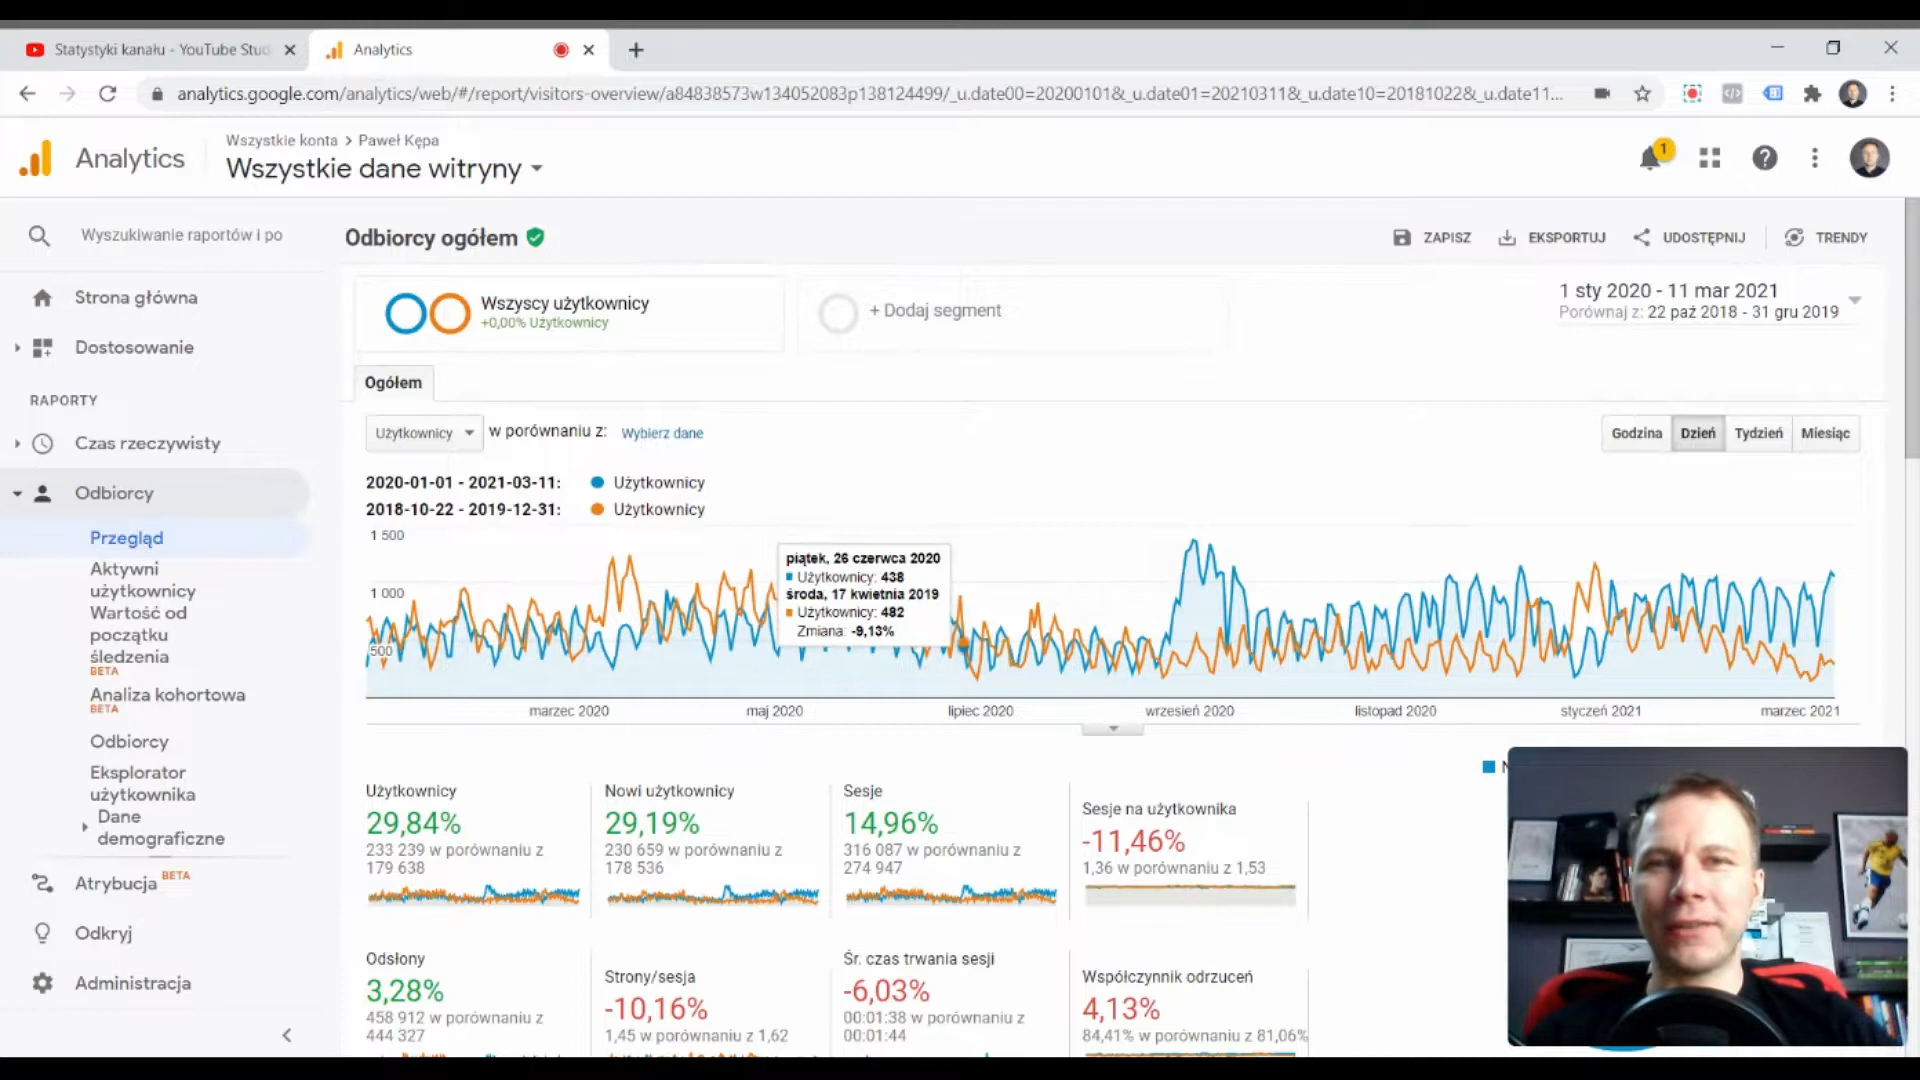 Statystyki kanału - YouTube Stud
Analytics
analytics.google.com/analytics/web/#/report/visitors-overview/a84838573w134052083p138124499/_u.date00=20200101&_u.date01=20210311&_u.date10=20181022&_u.date11...
Analytics
Wszystkie konta > Paweł Kępa
Wszystkie dane witryny
1
Wyszukiwanie raportów i po
Strona główna
Dostosowanie
RAPORTY
Czas rzeczywisty
Odbiorcy
Przegląd
Aktywni
użytkownicy
Wartość od
początku
śledzenia
BETA
Analiza kohortowa
BETA
Odbiorcy
Eksplorator
użytkownika
Dane
demograficzne
Atrybucja BETA
Odkryj
Administracja
Odbiorcy ogółem
ZAPISZ
EKSPORTUJ
UDOSTĘPNIJ
TRENDY
Wszyscy użytkownicy
+0,00% Użytkownicy
+ Dodaj segment
1 sty 2020 - 11 mar 2021
Porównaj z: 22 paź 2018 - 31 gru 2019
Ogółem
Użytkownicy
w porównaniu z:
Wybierz dane
Godzina
Dzień
Tydzień
Miesiąc
2020-01-01 - 2021-03-11: Użytkownicy
2018-10-22 - 2019-12-31: Użytkownicy
1 500
1 000
500
piątek, 26 czerwca 2020
Użytkownicy: 438
środa, 17 kwietnia 2019
Użytkownicy: 482
Zmiana: -9,13%
marzec 2020
maj 2020
lipiec 2020
wrzesień 2020
listopad 2020
styczeń 2021
marzec 2021
Użytkownicy
29,84%
233 239 w porównaniu z
179 638
Nowi użytkownicy
29,19%
230 659 w porównaniu z
178 536
Sesje
14,96%
316 087 w porównaniu z
274 947
Sesje na użytkownika
-11,46%
1,36 w porównaniu z 1,53
Odsłony
3,28%
458 912 w porównaniu z
444 327
Strony/sesja
-10,16%
1,45 w porównaniu z 1,62
Śr. czas trwania sesji
-6,03%
00:01:38 w porównaniu z
00:01:44
Współczynnik odrzuceń
4,13%
84,41% w porównaniu z 81,06%